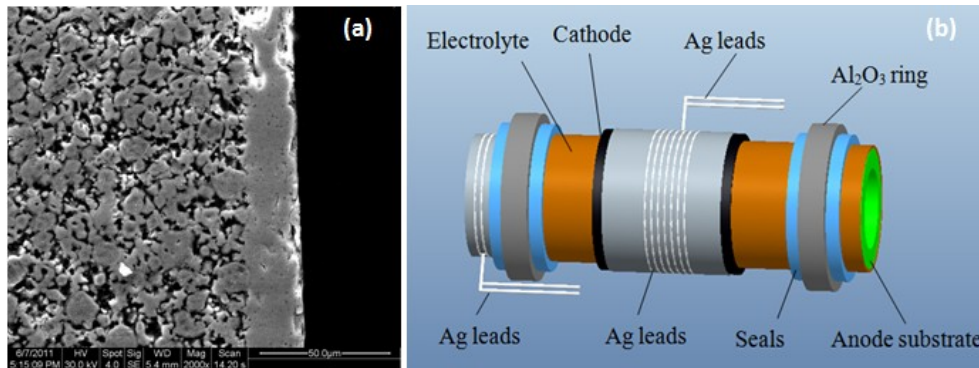 (a)
6/7/2011 HV Spot Sig WD Mag Scan
5:15:09 PM 30.0 kV 4.0 SE 5.4 mm 2000x 14.20 s
50.0µm
(b)
Electrolyte
Cathode
Ag leads
Al₂O₃ ring
Ag leads
Ag leads
Seals
Anode substrate